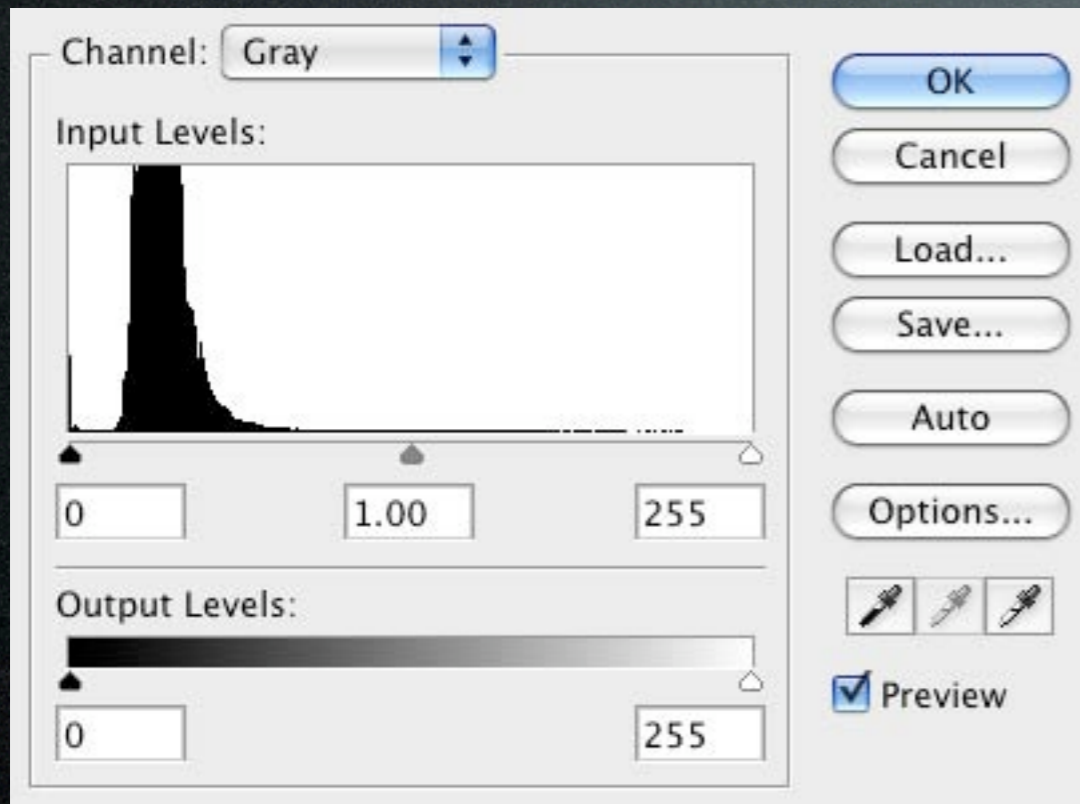 Channel: Gray
OK
Input Levels:
Cancel
Load...
Save...
Auto
0 1.00 255
Options...
Output Levels:
Preview
0 255